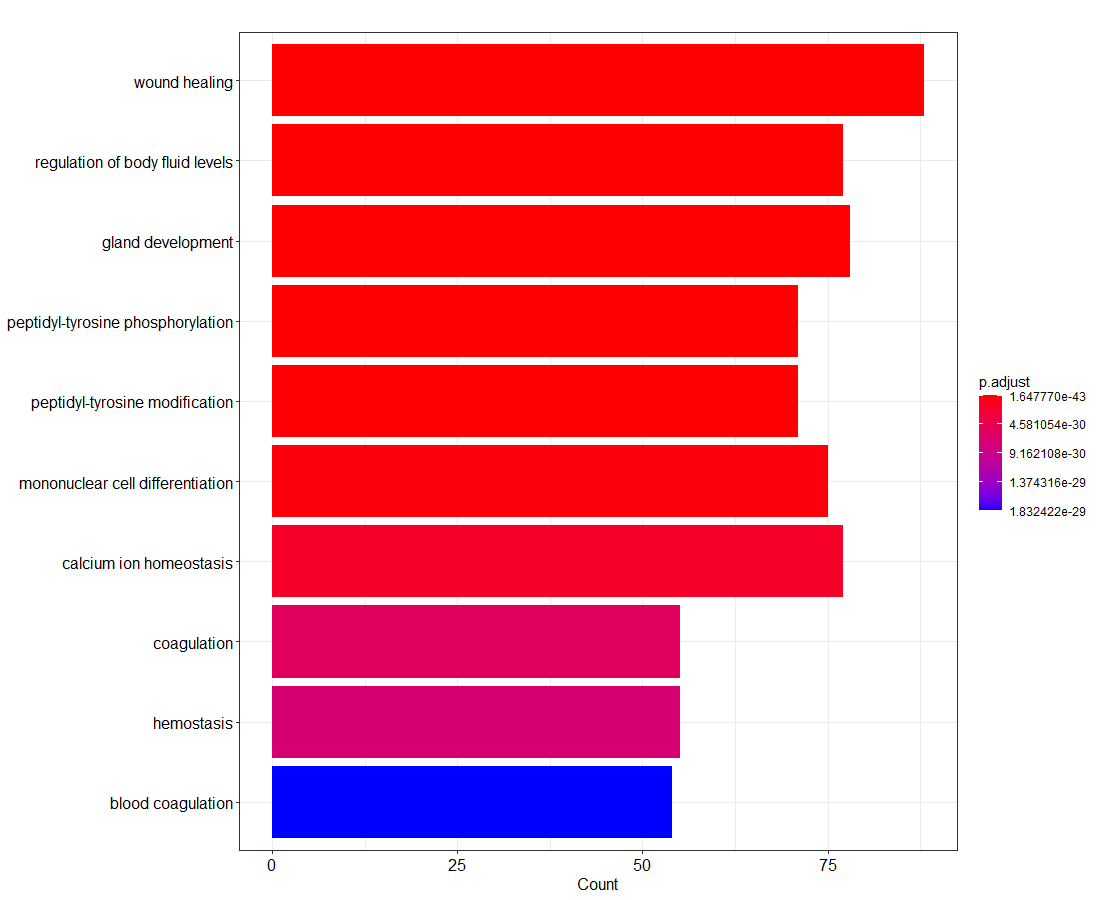 wound healing
regulation of body fluid levels
gland development
peptidyl-tyrosine phosphorylation
peptidyl-tyrosine modification
mononuclear cell differentiation
calcium ion homeostasis
coagulation
hemostasis
blood coagulation
0 25 50 75
Count
p.adjust
1.647770e-43
4.581054e-30
9.162108e-30
1.374316e-29
1.832422e-29